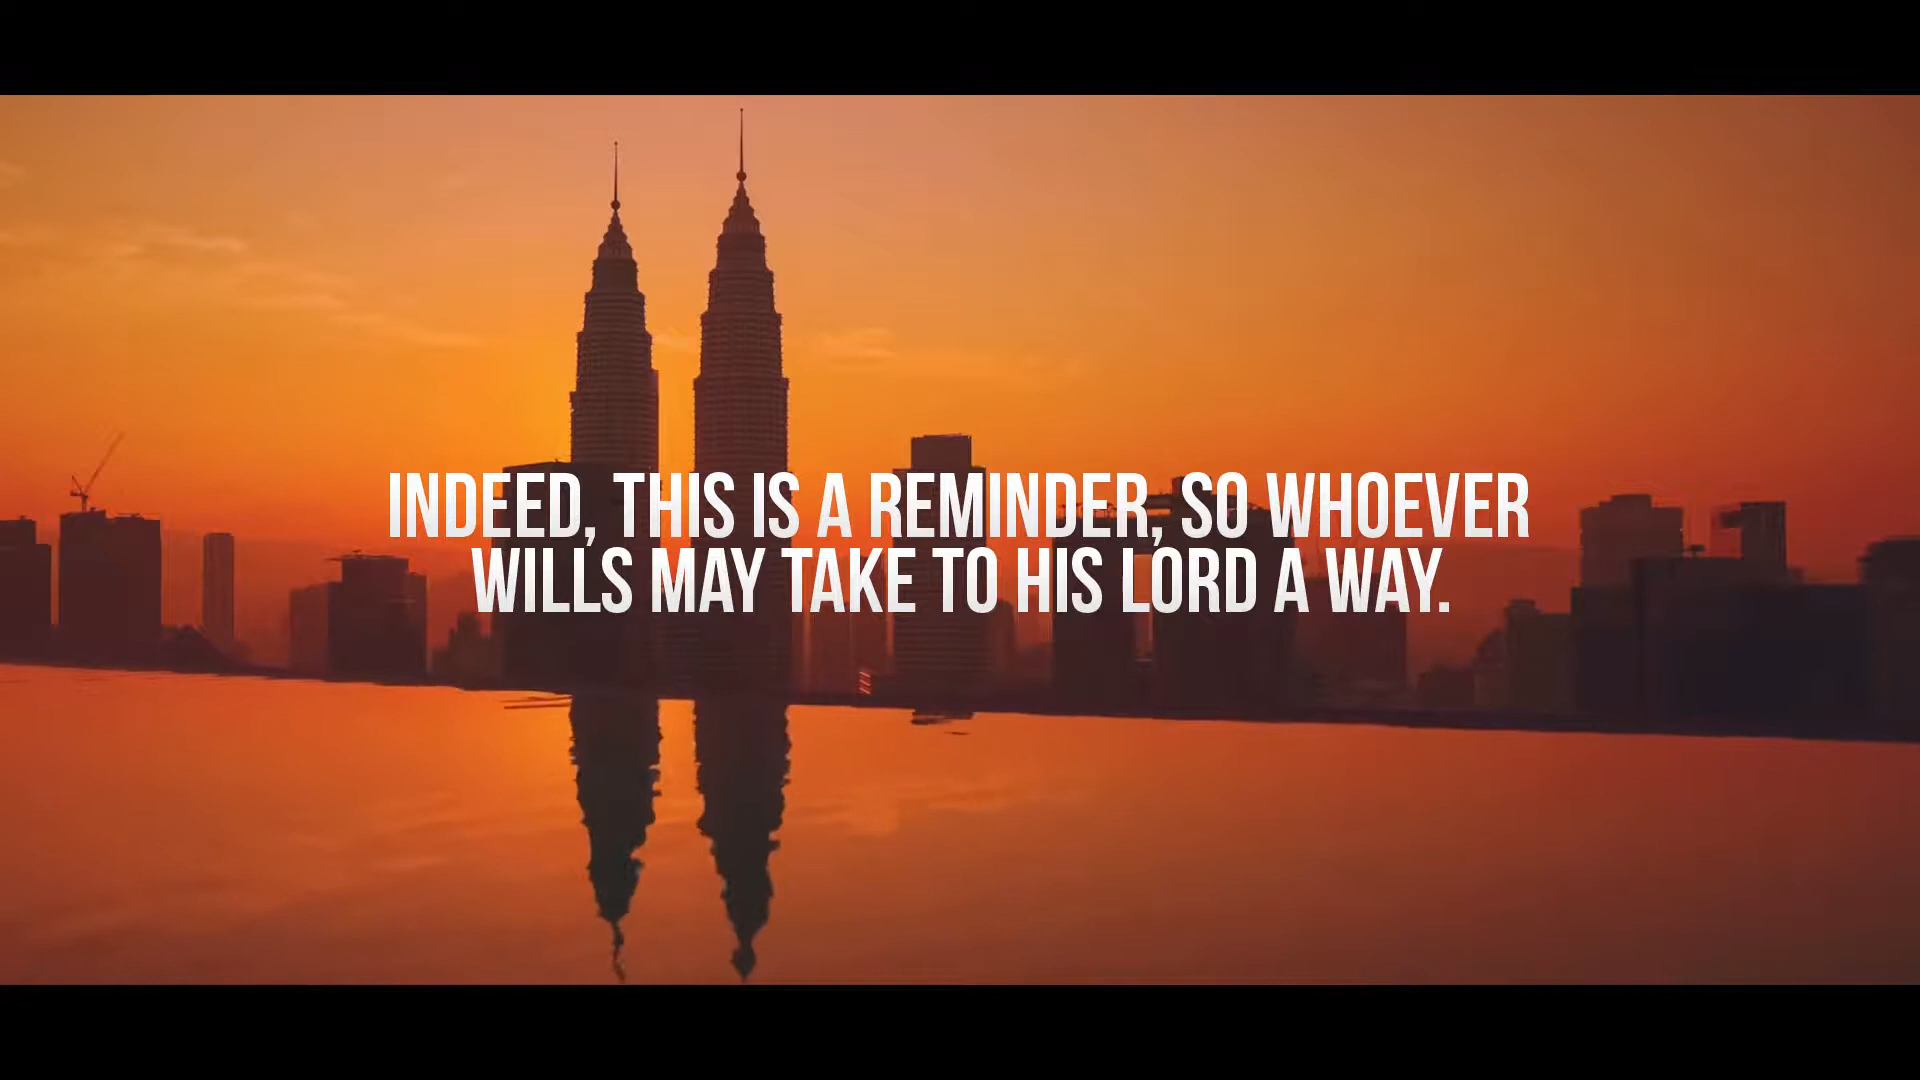 INDEED, THIS IS A REMINDER, SO WHOEVER
WILLS MAY TAKE TO HIS LORD A WAY.